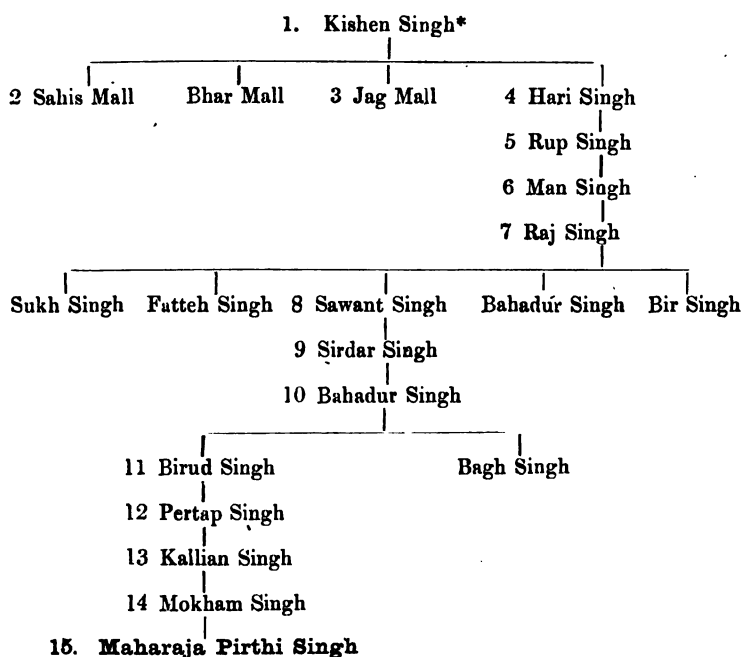 1. Kishen Singh*
2 Sahis Mall Bhar Mall 3 Jag Mall 4 Hari Singh
5 Rup Singh
6 Man Singh
7 Raj Singh
Sukh Singh Fatteh Singh 8 Sawant Singh Bahadúr Singh Bir Singh
9 Sirdar Singh
10 Bahadur Singh
11 Birud Singh Bagh Singh
12 Pertap Singh
13 Kallian Singh
14 Mokham Singh
15. Maharaja Pirthi Singh